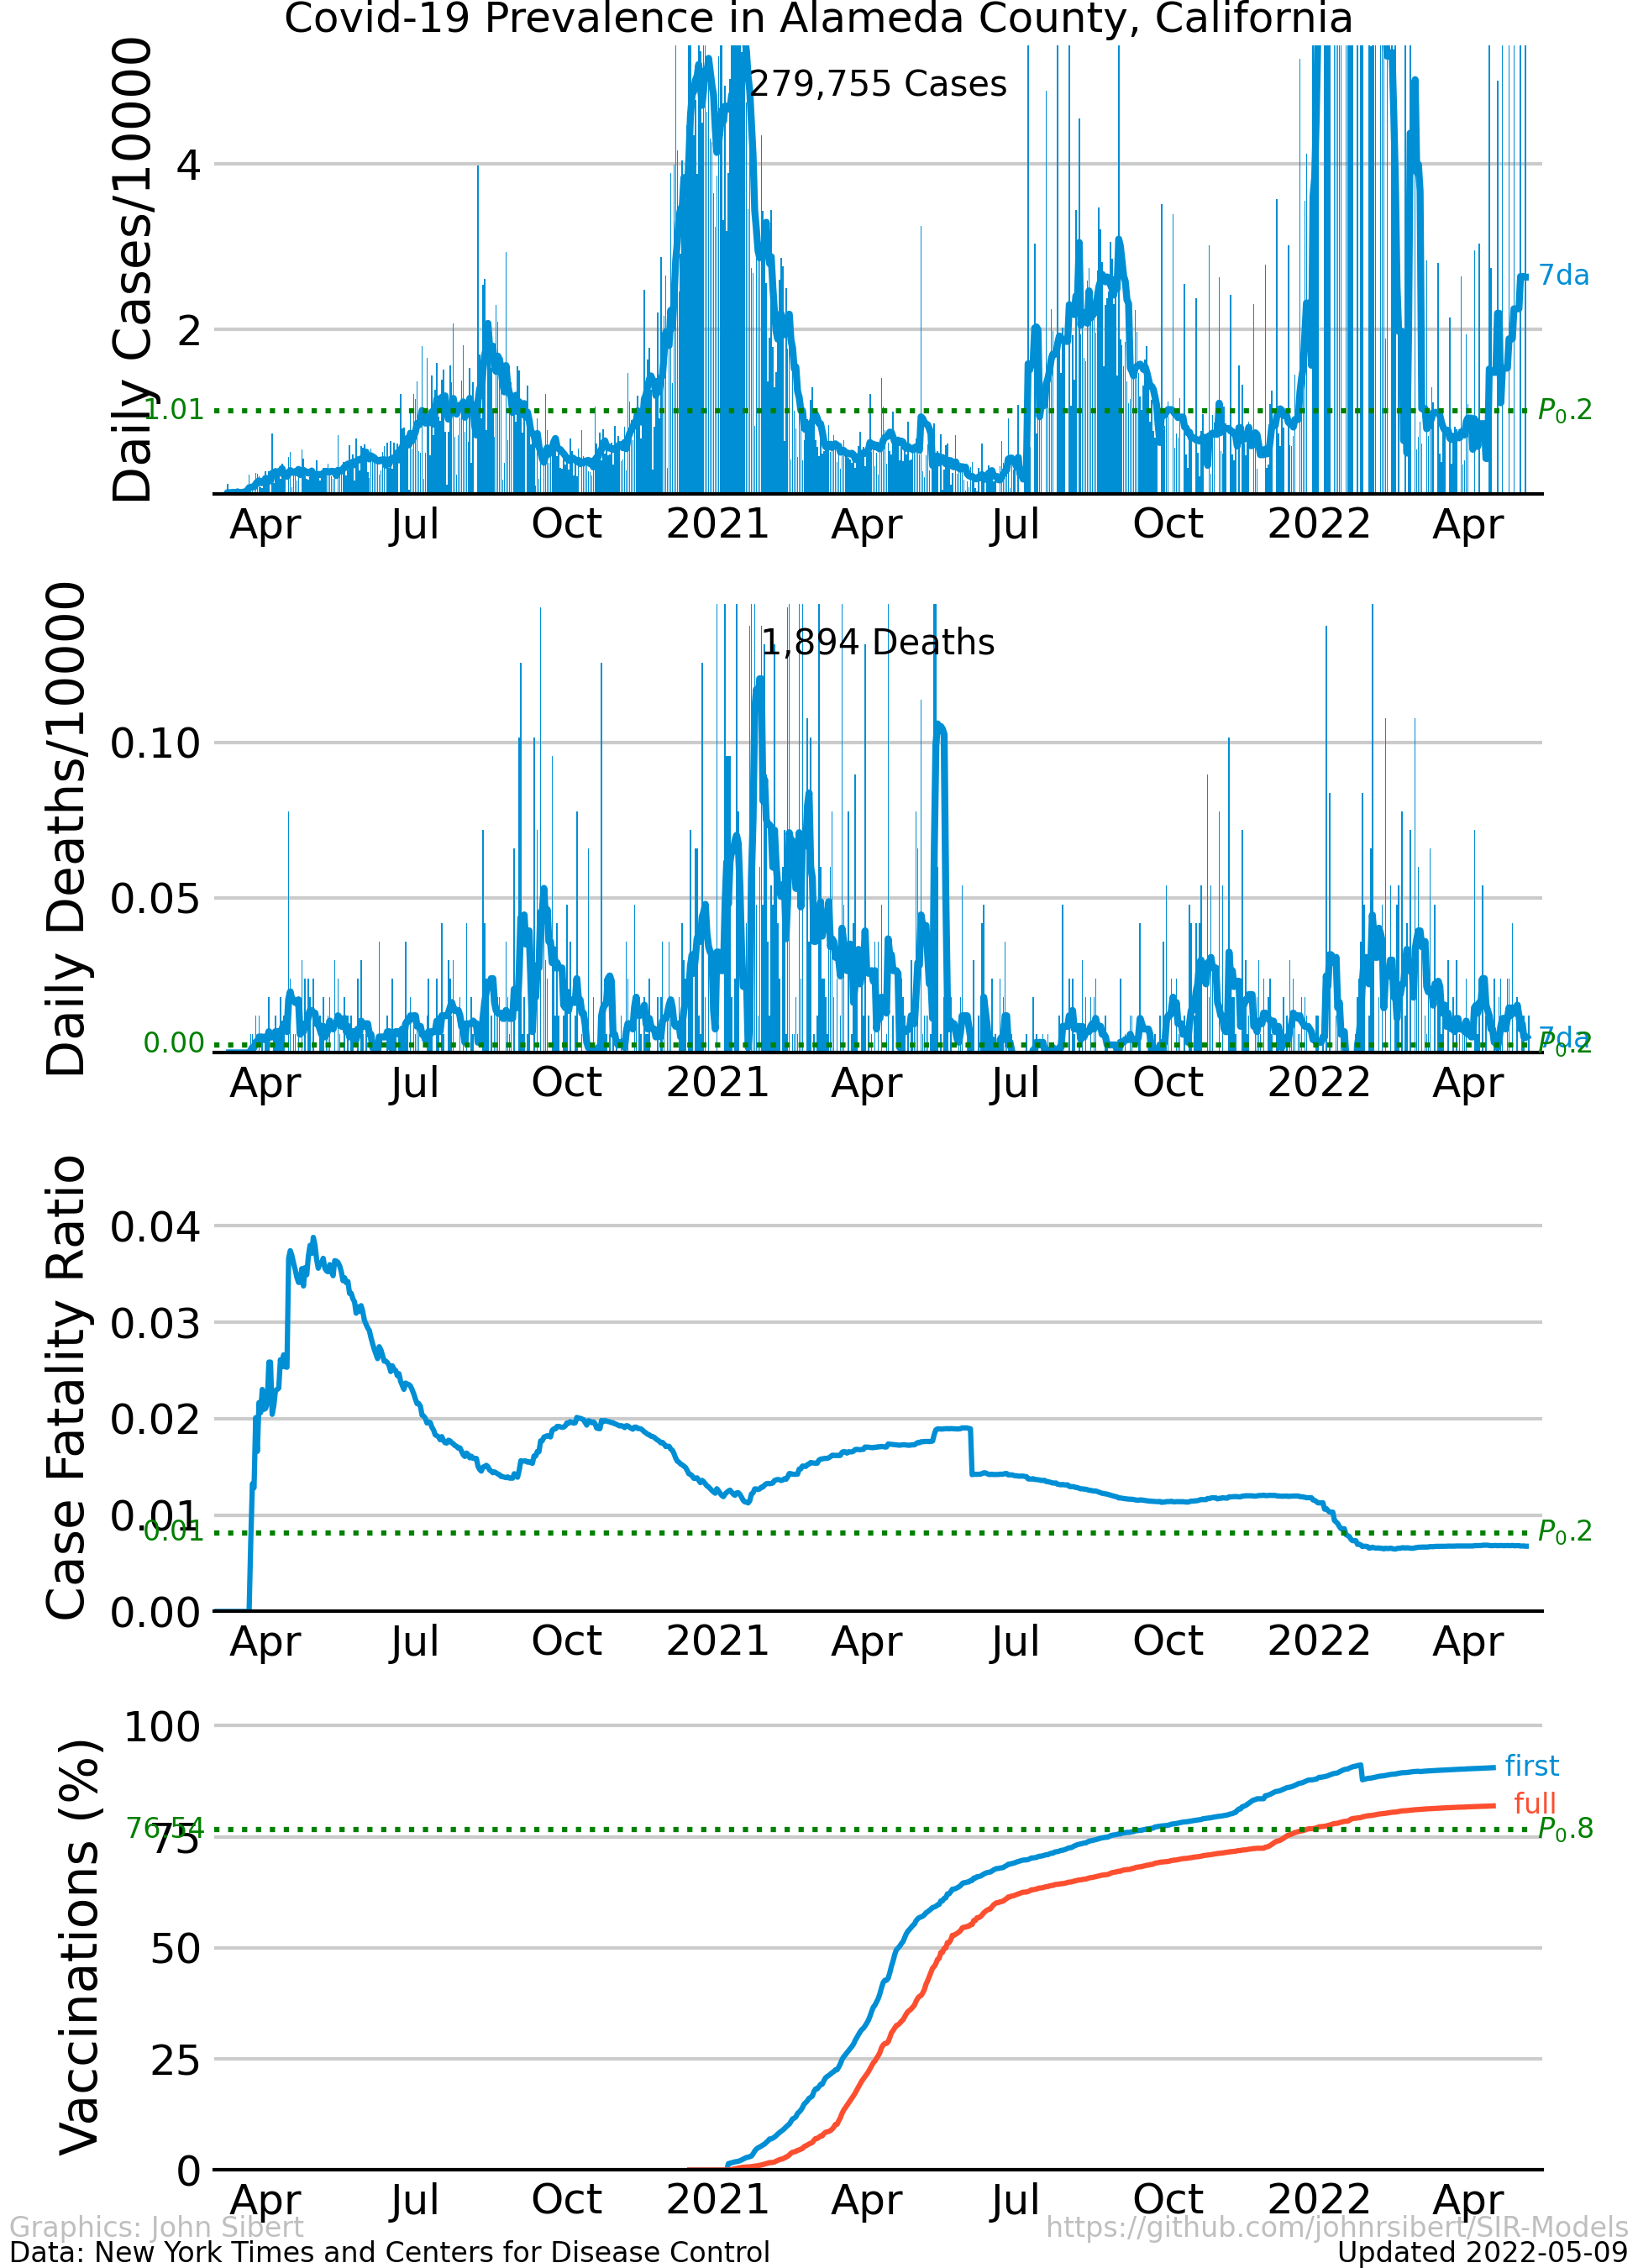 Covid-19 Prevalence in Alameda County, California
Daily Cases/10000
279,755 Cases
4
2
1.01
7da
P0.2
Apr Jul Oct 2021 Apr Jul Oct 2022 Apr
Daily Deaths/10000
1,894 Deaths
0.10
0.05
0.00
7da
P0.2
Apr Jul Oct 2021 Apr Jul Oct 2022 Apr
Case Fatality Ratio
0.04
0.03
0.02
0.01
0.01
P0.2
0.00
Apr Jul Oct 2021 Apr Jul Oct 2022 Apr
Vaccinations (%)
100
first
full
76.54
75
P0.8
50
25
0
Apr Jul Oct 2021 Apr Jul Oct 2022 Apr
Graphics: John Sibert https://github.com/johnrsibert/SIR-Models
Data: New York Times and Centers for Disease Control Updated 2022-05-09